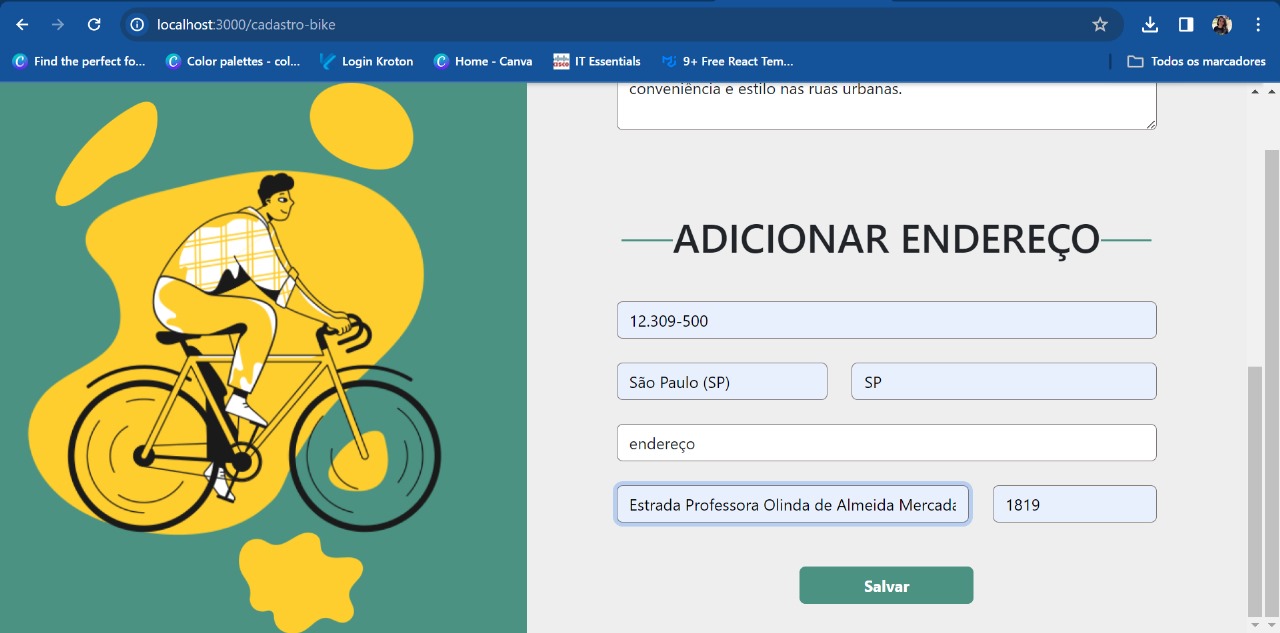 localhost:3000/cadastro-bike
Find the perfect fo... Color palettes - col... Login Kroton Home - Canva IT Essentials 9+ Free React Tem... Todos os marcadores
conveniência e estilo nas ruas urbanas.
ADICIONAR ENDEREÇO
12.309-500
São Paulo (SP) SP
endereço
Estrada Professora Olinda de Almeida Mercada 1819
Salvar